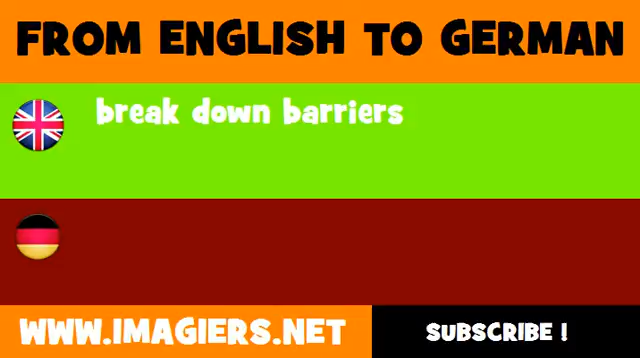 FROM ENGLISH TO GERMAN
break down barriers
WWW.IMAGIERS.NET
SUBSCRIBE !